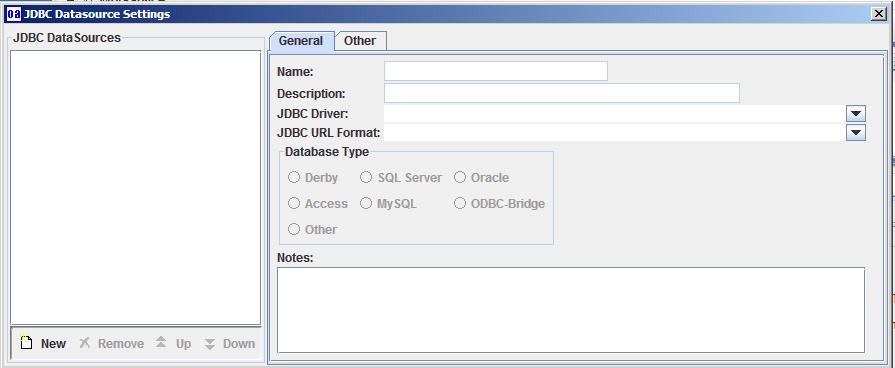 oa JDBC Datasource Settings
JDBC DataSources
General Other
Name:
Description:
JDBC Driver:
JDBC URL Format:
Database Type
Derby SQL Server Oracle
Access MySQL ODBC-Bridge
Other
Notes:
New Remove Up Down